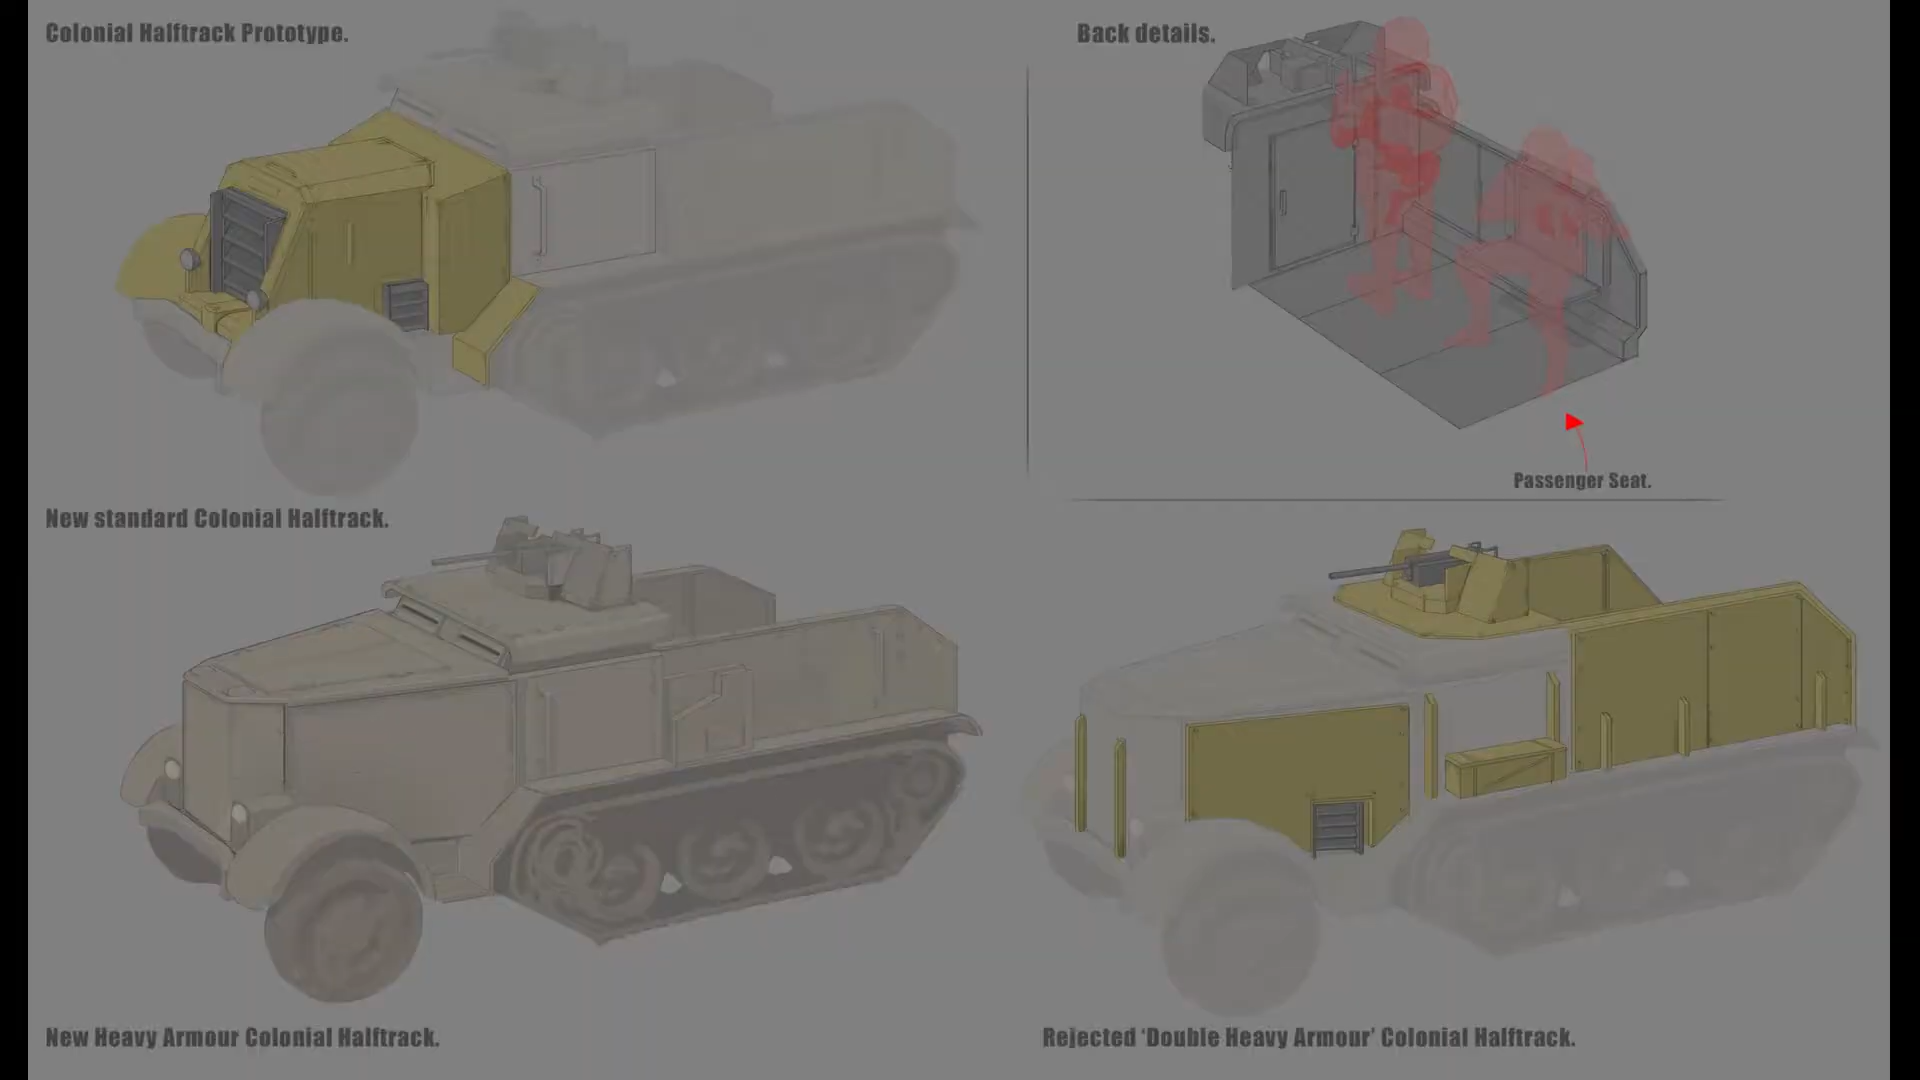 Colonial Halftrack Prototype.
Back details.
Passenger Seat.
New standard Colonial Halftrack.
New Heavy Armour Colonial Halftrack.
Rejected ‘Double Heavy Armour’ Colonial Halftrack.